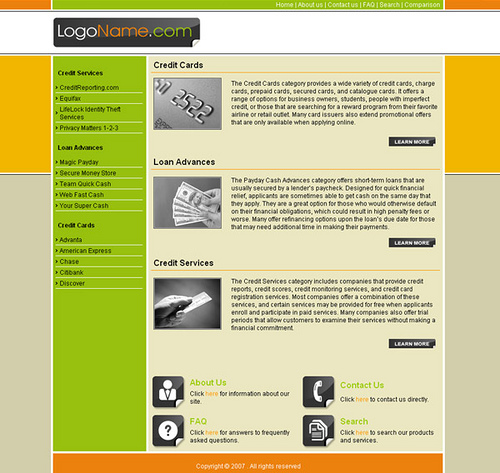 Home | About us | Contact us | FAQ | Search | Comparison
LogoName.com
Credit Services
CreditReporting.com
Equifax
LifeLock Identity Theft
Services
Privacy Matters 1-2-3
Loan Advances
Magic Payday
Secure Money Store
Team Quick Cash
Web Fast Cash
Your Super Cash
Credit Cards
Advanta
American Express
Chase
Citibank
Discover
Credit Cards
2522
The Credit Cards category provides a wide variety of credit cards, charge
cards, prepaid cards, secured cards, and catalogue cards. It offers a
range of options for business owners, students, people with imperfect
credit, or those that are searching for a reward program from their favorite
airline or retail outlet. Many card issuers also extend promotional offers
that are only available when applying online.
LEARN MORE
Loan Advances
The Payday Cash Advances category offers short-term loans that are
usually secured by a lender's paycheck. Designed for quick financial
relief, applicants are sometimes able to get cash on the same day that
they apply. They are a great option for those who would otherwise default
on their financial obligations, which could result in high penalty fees or
worse. Many offer refinancing options upon the loan's due date for those
that may need additional time in making their payments.
LEARN MORE
Credit Services
The Credit Services category includes companies that provide credit
reports, credit scores, credit monitoring services, and credit card
registration services. Most companies offer a combination of these
services, and certain services may be provided for free when applicants
enroll and participate in paid services. Many companies also offer trial
periods that allow customers to examine their services without making a
financial commitment.
LEARN MORE
About Us
Click here for information about our
site.
Contact Us
Click here to contact us directly.
FAQ
Click here for answers to frequently
asked questions.
Search
Click here to search our products
and services.
Copyright © 2007 . All rights reserved